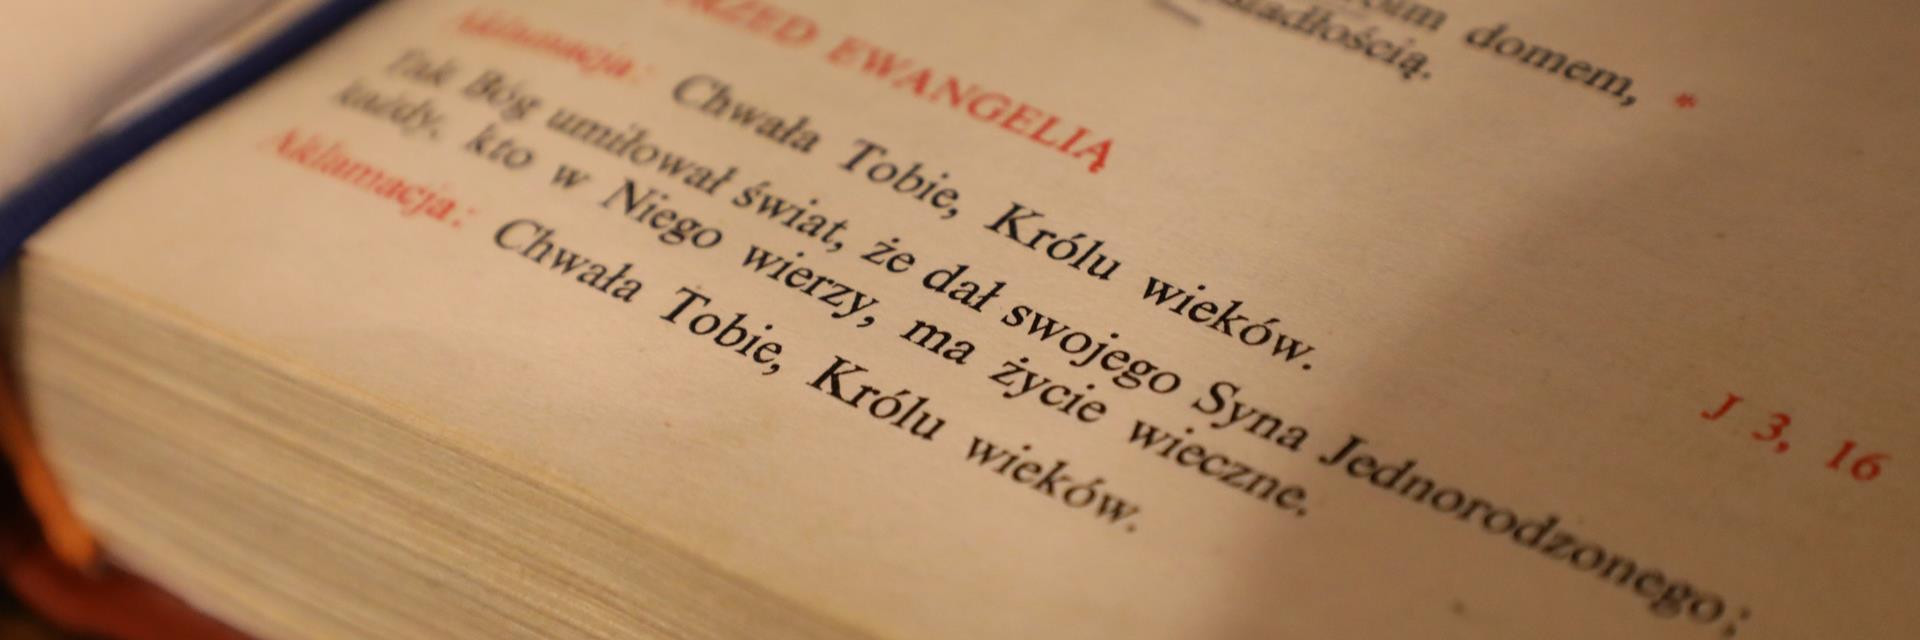 domem, *
PRZED EWANGELIĄ
Aklamacja: Chwała Tobie, Królu wieków.
J 3, 16
Tak Bóg umiłował świat, że dał swojego Syna Jednorodzonego;
każdy, kto w Niego wierzy, ma życie wieczne.
Aklamacja: Chwała Tobie, Królu wieków.